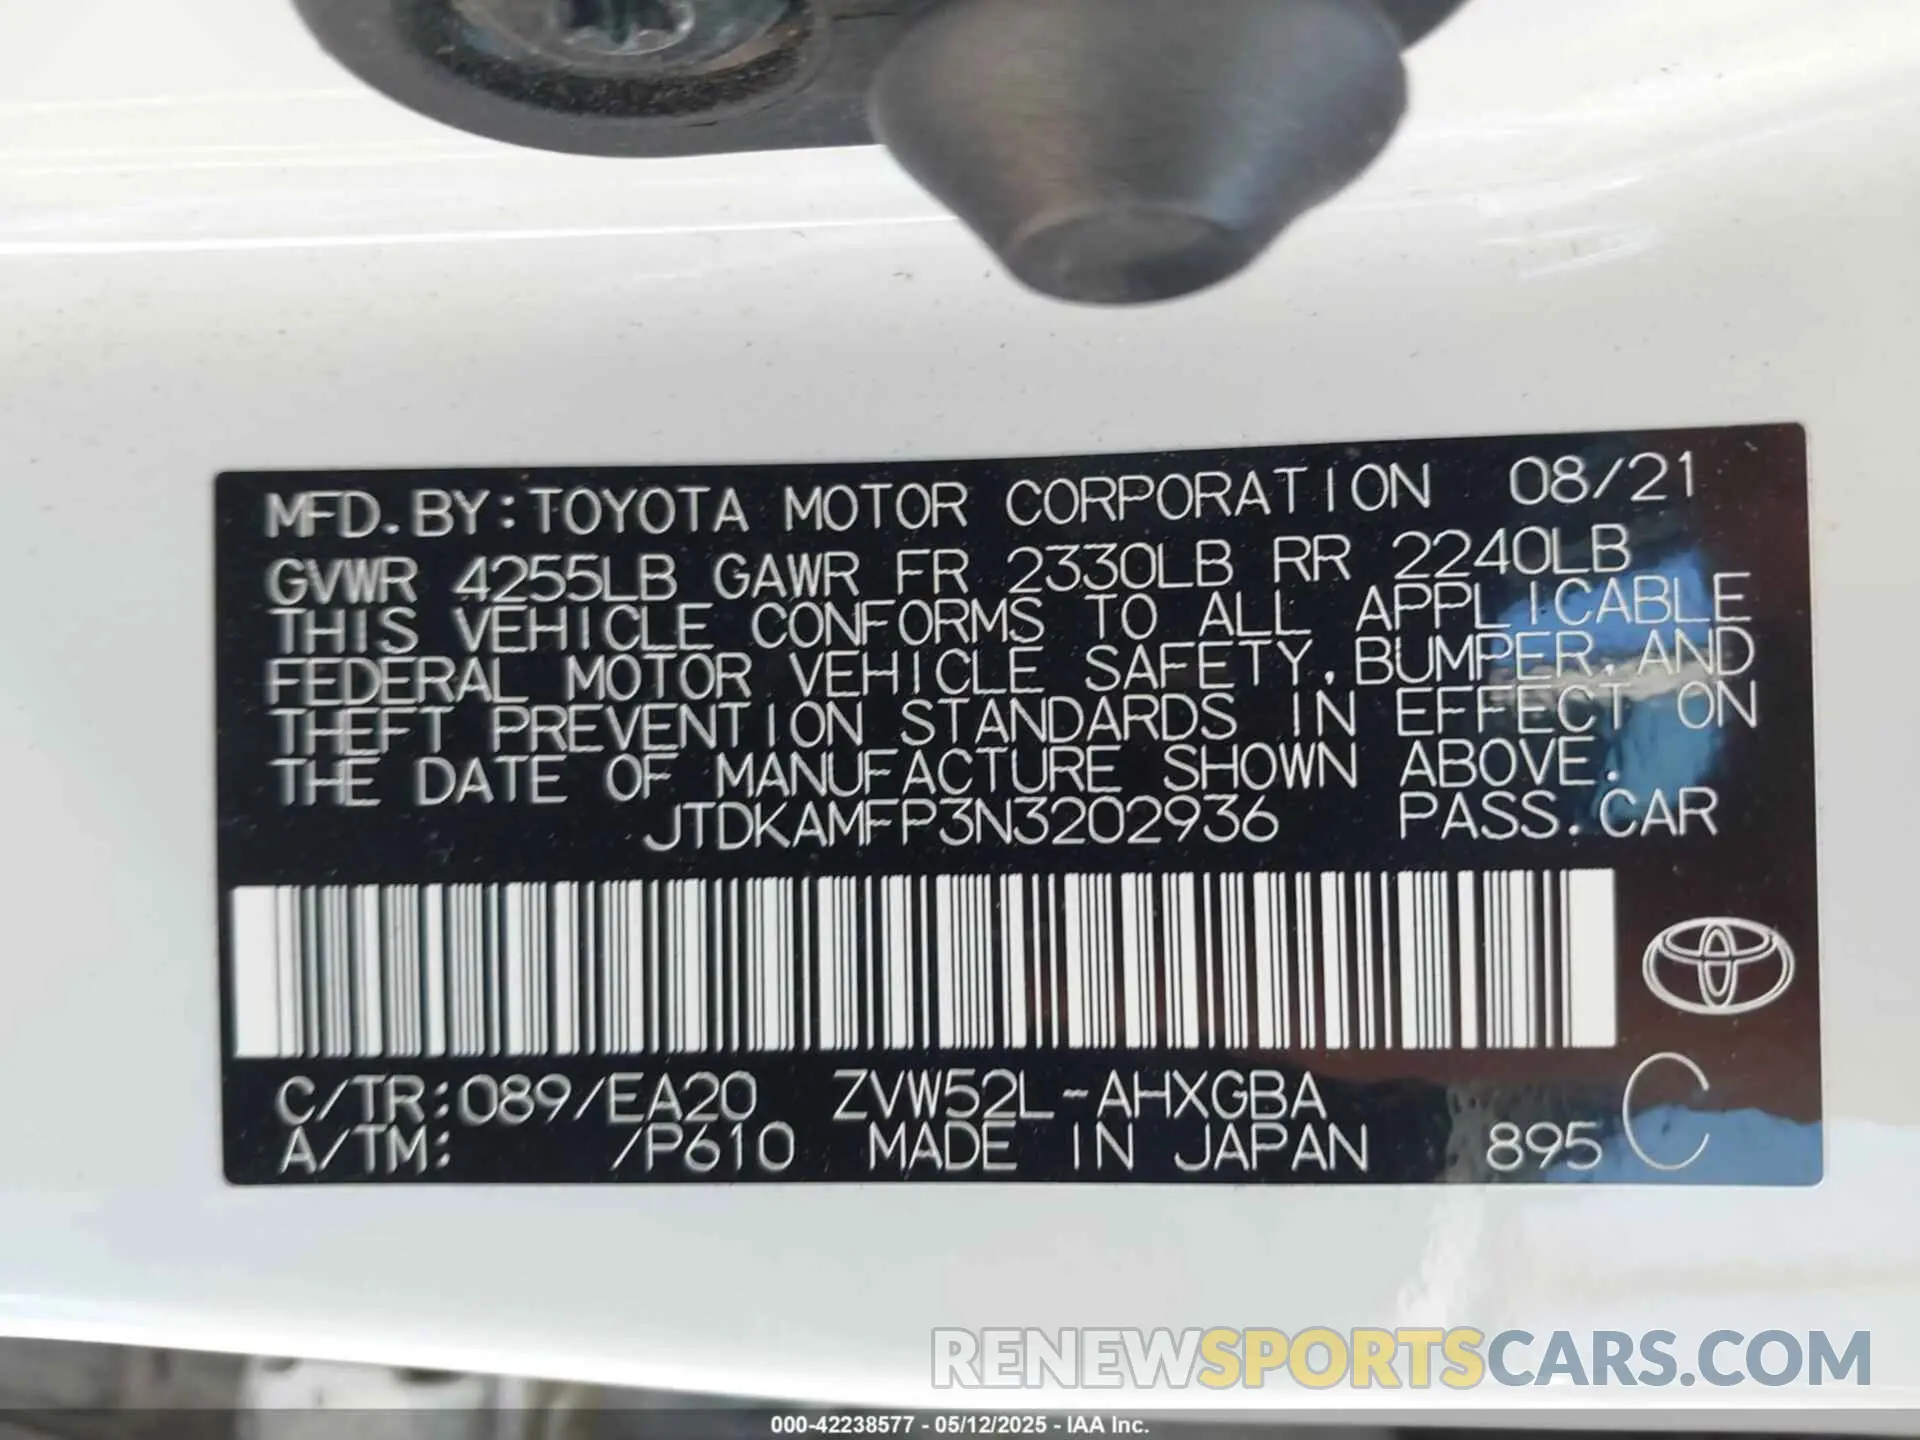 MFD. BY: TOYOTA MOTOR CORPORATION 08/21
GVWR 4255LB GAWR FR 2330LB RR 2240LB
THIS VEHICLE CONFORMS TO ALL APPLICABLE
FEDERAL MOTOR VEHICLE SAFETY, BUMPER, AND
THEFT PREVENTION STANDARDS IN EFFECT ON
THE DATE OF MANUFACTURE SHOWN ABOVE.
JTDKAMFP3N3202936 PASS. CAR
C/TR: 089/EA20 ZVW52L-AHXGBA
A/TM: /P610 MADE IN JAPAN 895 C
RENEWSPORTSCARS.COM
000-42238577 - 05/12/2025 - IAA Inc.